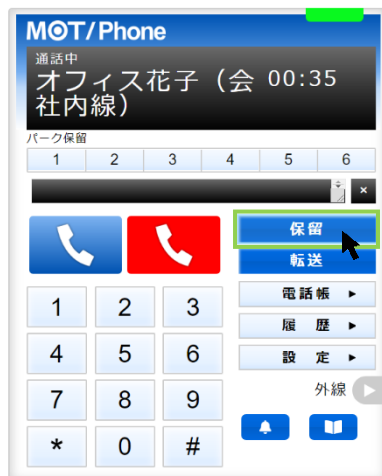 MOT/Phone
通話中
オフィス花子（会 00:35
社内線）
パーク保留
1 2 3 4 5 6
×
保留
転送
電話帳 ►
履 歴 ►
設 定 ►
外線
1 2 3
4 5 6
7 8 9
* 0 #